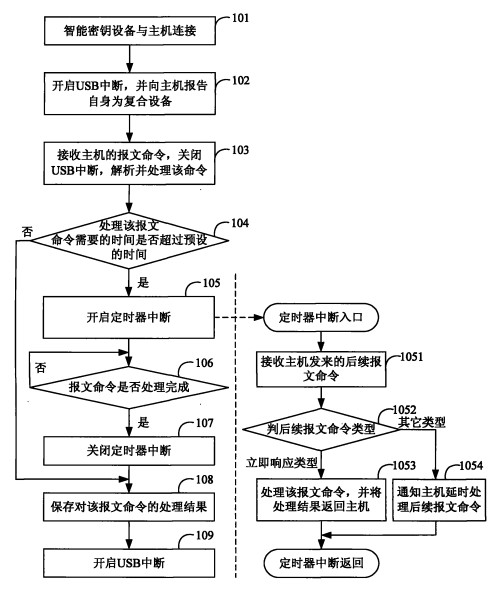 101
智能密钥设备与主机连接
102
开启USB中断，并向主机报告
自身为复合设备
103
接收主机的报文命令，关闭
USB中断，解析并处理该命令
104
处理该报文
命令需要的时间是否超过预设
的时间
否
是
105
开启定时器中断
106
报文命令是否处理完成
否
是
107
关闭定时器中断
108
保存对该报文命令的处理结果
109
开启USB中断
定时器中断入口
1051
接收主机发来的后续报
文命令
1052
判后续报文命令类型
其它类型
立即响应类型
1053
处理该报文命令，并将
处理结果返回主机
1054
通知主机延时处
理后续报文命令
定时器中断返回